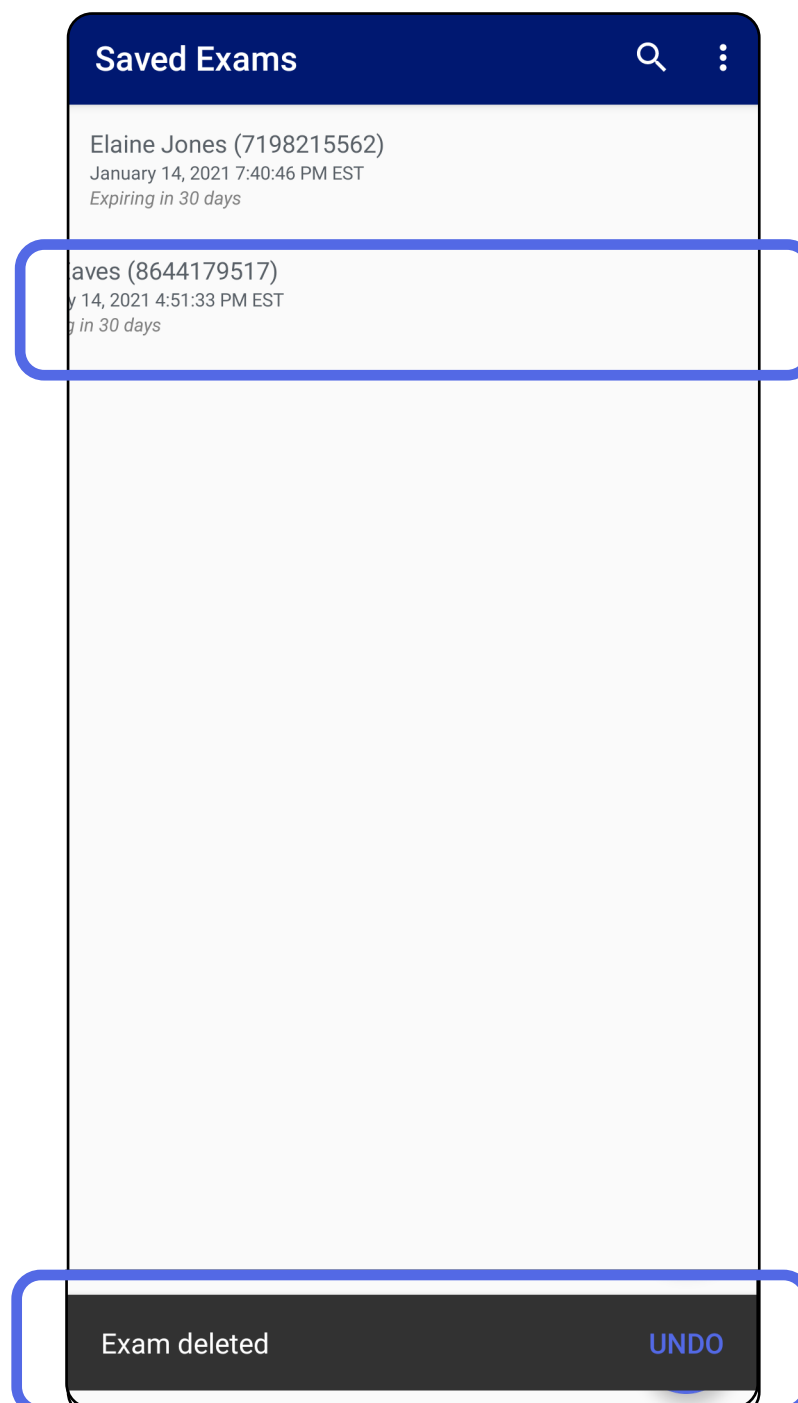 Saved Exams
Elaine Jones (7198215562)
January 14, 2021 7:40:46 PM EST
Expiring in 30 days
aves (8644179517)
y 14, 2021 4:51:33 PM EST
g in 30 days
Exam deleted UNDO